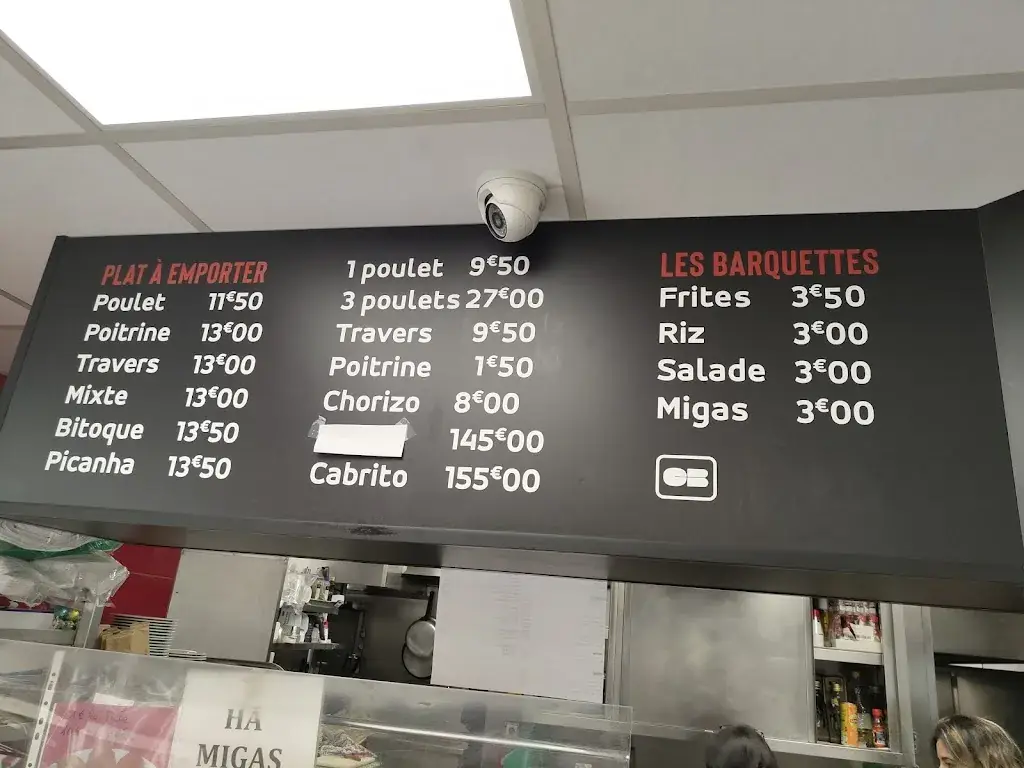 PLAT À EMPORTER
Poulet 11€50
Poitrine 13€00
Travers 13€00
Mixte 13€00
Bitoque 13€50
Picanha 13€50
1 poulet 9€50
3 poulets 27€00
Travers 9€50
Poitrine 1€50
Chorizo 8€00
145€00
Cabrito 155€00
LES BARQUETTES
Frites 3€50
Riz 3€00
Salade 3€00
Migas 3€00
CB
HÁ
MIGAS